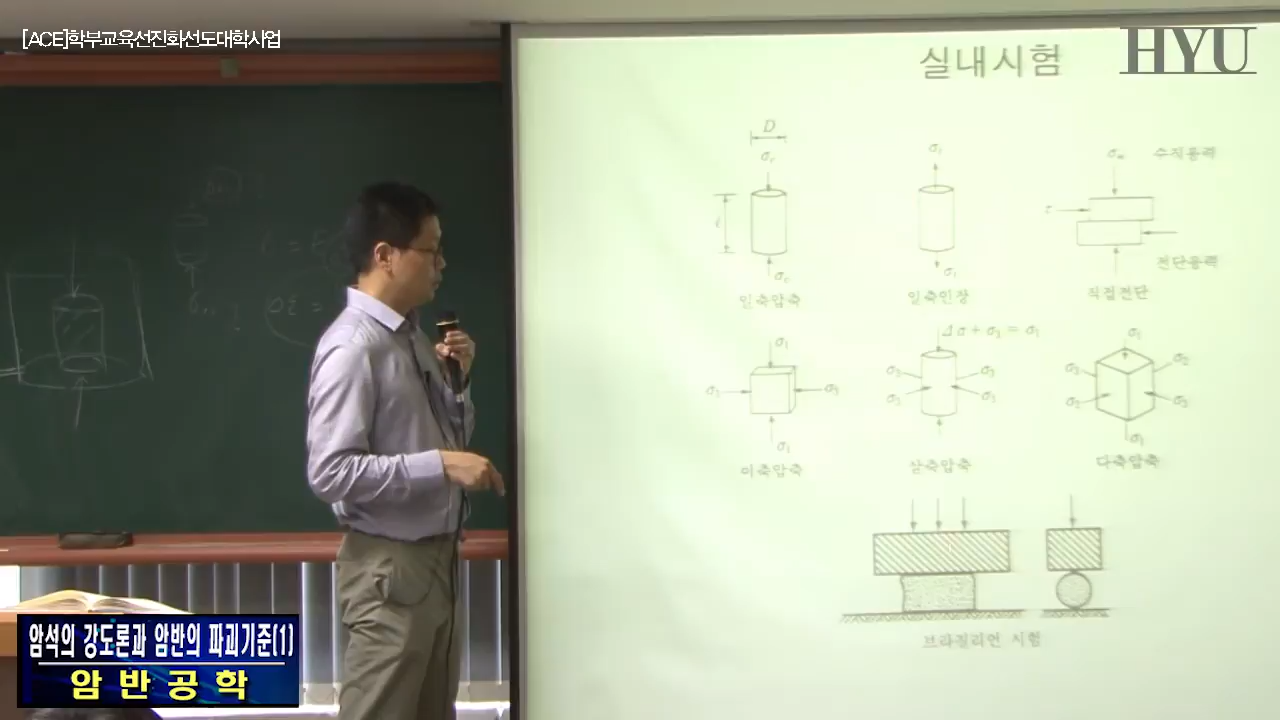 [ACE]학부교육선진화선도대학사업
HYU
실내시험
D
σc
l
σc
일축압축
σt
σt
일축인장
σn 수직응력
τ
전단응력
직접전단
σ1
σ3 σ3
σ1
이축압축
Δσ + σ3 = σ1
σ3 σ3
σ3 σ3
삼축압축
σ1
σ3 σ2
σ2 σ3
σ1
다축압축
브라질리언 시험
암석의 강도론과 암반의 파괴기준(1)
암반공학